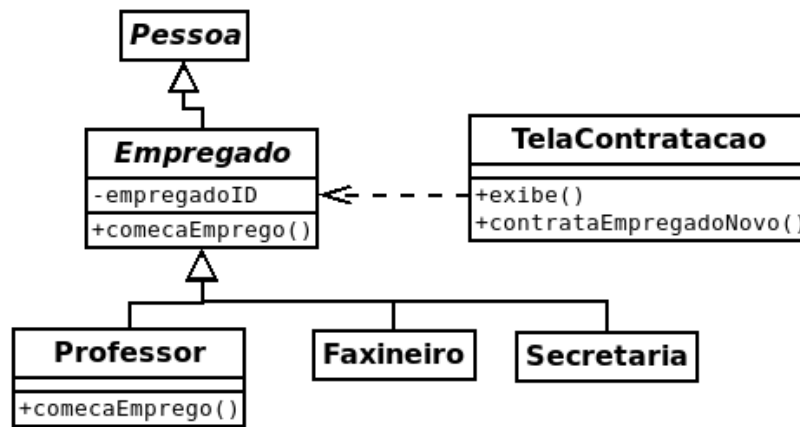 Pessoa
Empregado
-empregadoID
+comecaEmprego()
TelaContratacao
+exibe()
+contrataEmpregadoNovo()
Professor
+comecaEmprego()
Faxineiro
Secretaria